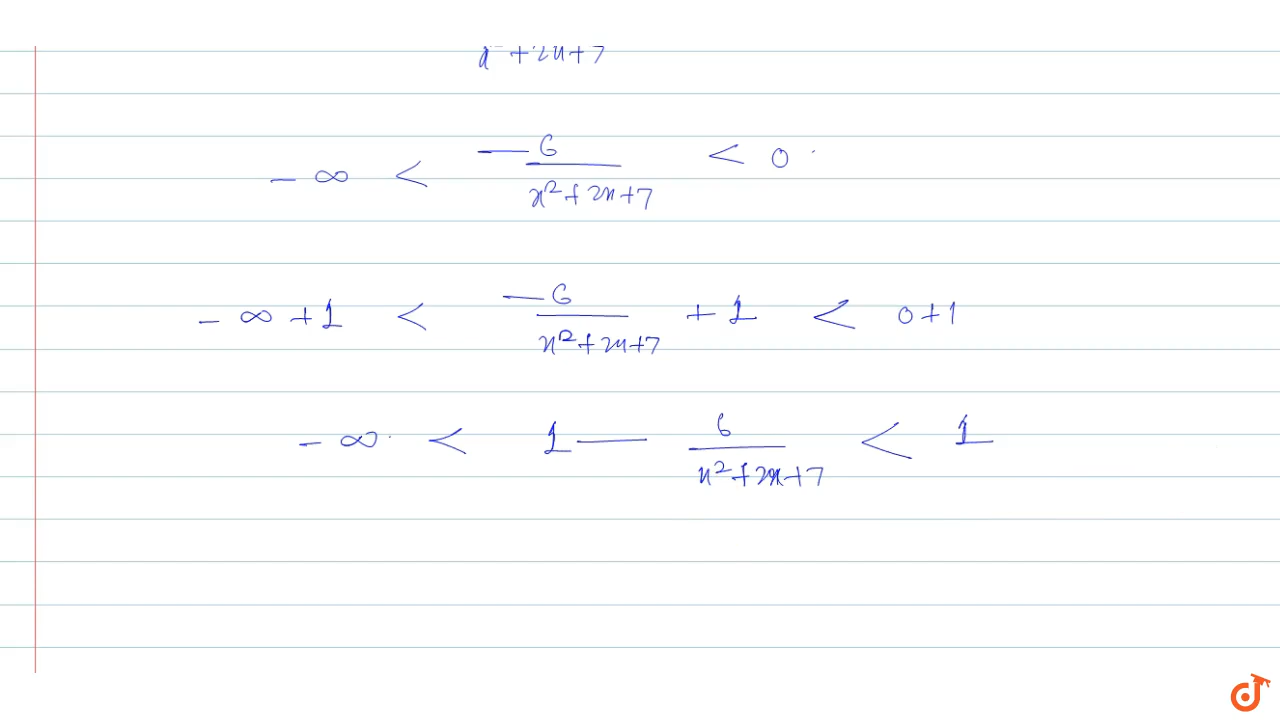 x² + 2x + 7
- ∞ < -6/(x² + 2x + 7) < 0
- ∞ + 1 < -6/(x² + 2x + 7) + 1 < 0 + 1
- ∞ < 1 - 6/(x² + 2x + 7) < 1